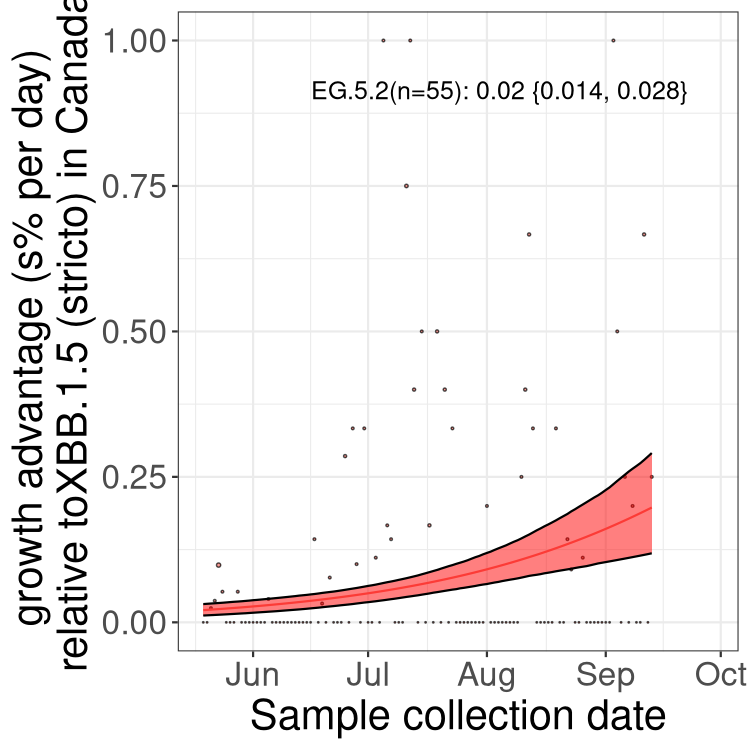 growth advantage (s% per day)
relative toXBB.1.5 (stricto) in Canada
1.00
0.75
0.50
0.25
0.00
EG.5.2(n=55): 0.02 {0.014, 0.028}
Jun Jul Aug Sep Oct
Sample collection date